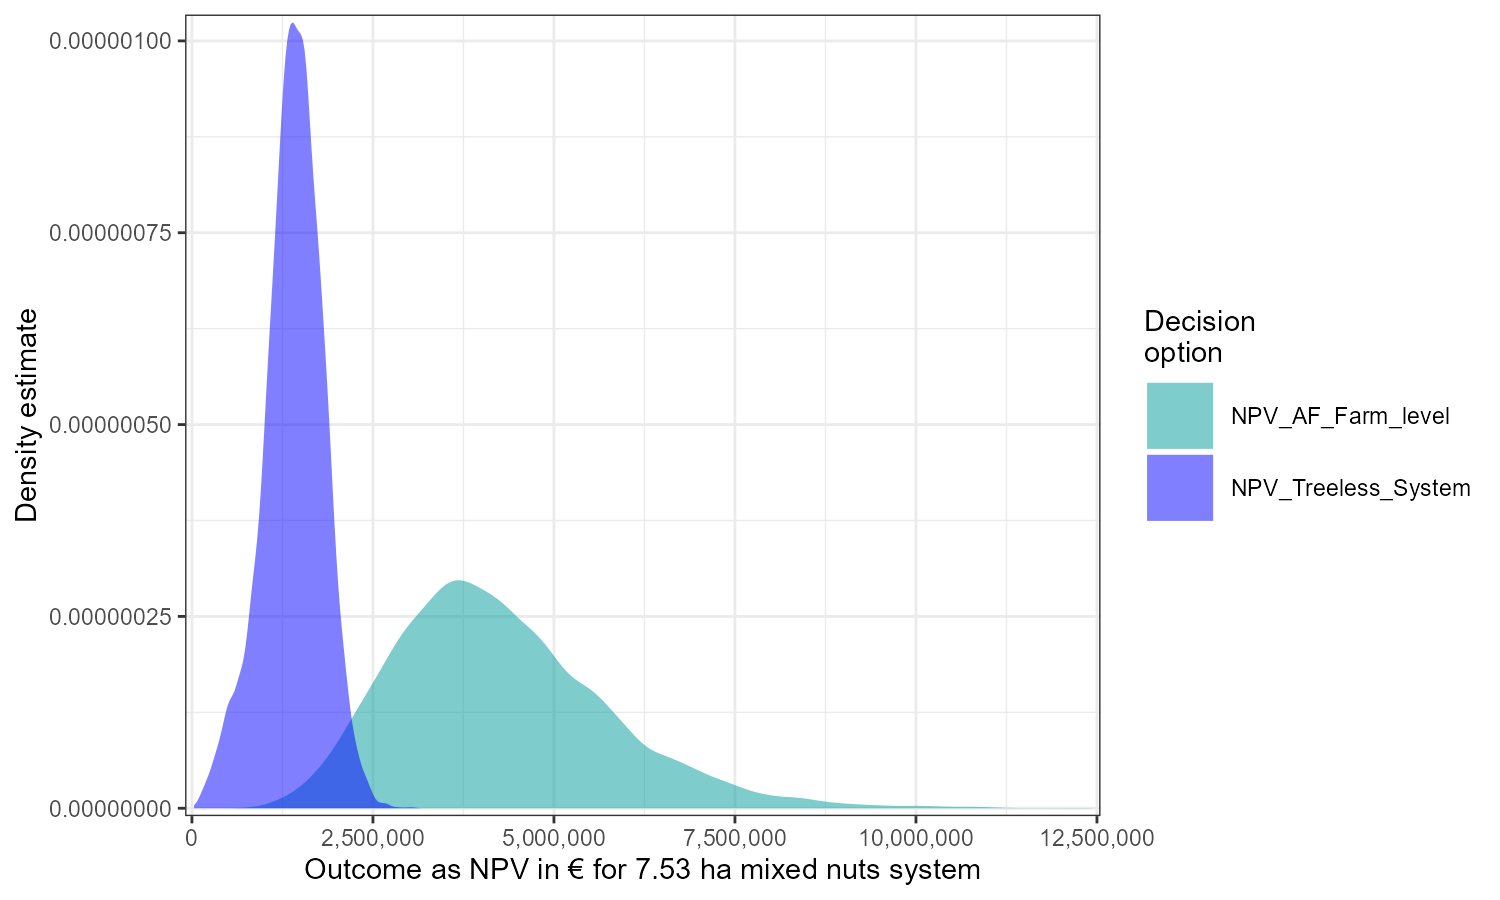 0.00000100
0.00000075
0.00000050
0.00000025
0.00000000
Density estimate
0
2,500,000
5,000,000
7,500,000
10,000,000
12,500,000
Outcome as NPV in € for 7.53 ha mixed nuts system
Decision
option
NPV_AF_Farm_level
NPV_Treeless_System